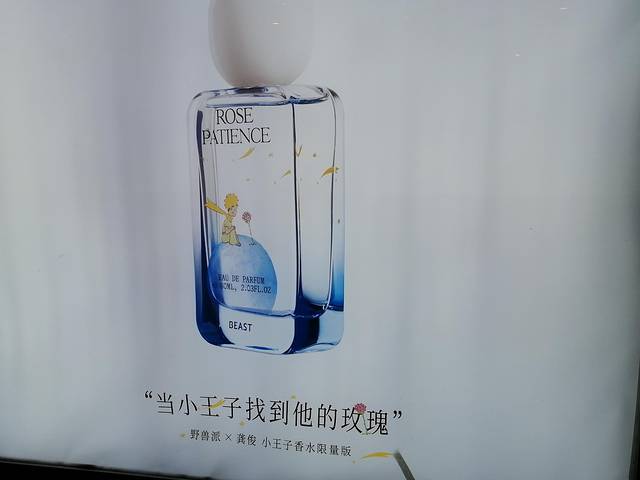 ROSE
PATIENCE
EAU DE PARFUM
60ML, 2.03FL.OZ
BEAST
“当小王子找到他的玫瑰”
野兽派 × 龚俊 小王子香水限量版